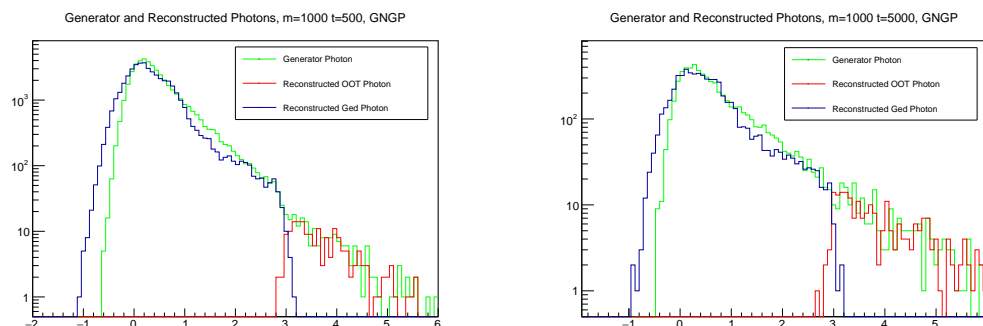 Generator and Reconstructed Photons, m=1000 t=500, GNGP
Generator Photon
Reconstructed OOT Photon
Reconstructed Ged Photon
10³
10²
10
1
−2 −1 0 1 2 3 4 5 6
Generator and Reconstructed Photons, m=1000 t=5000, GNGP
Generator Photon
Reconstructed OOT Photon
Reconstructed Ged Photon
10²
10
1
−1 0 1 2 3 4 5